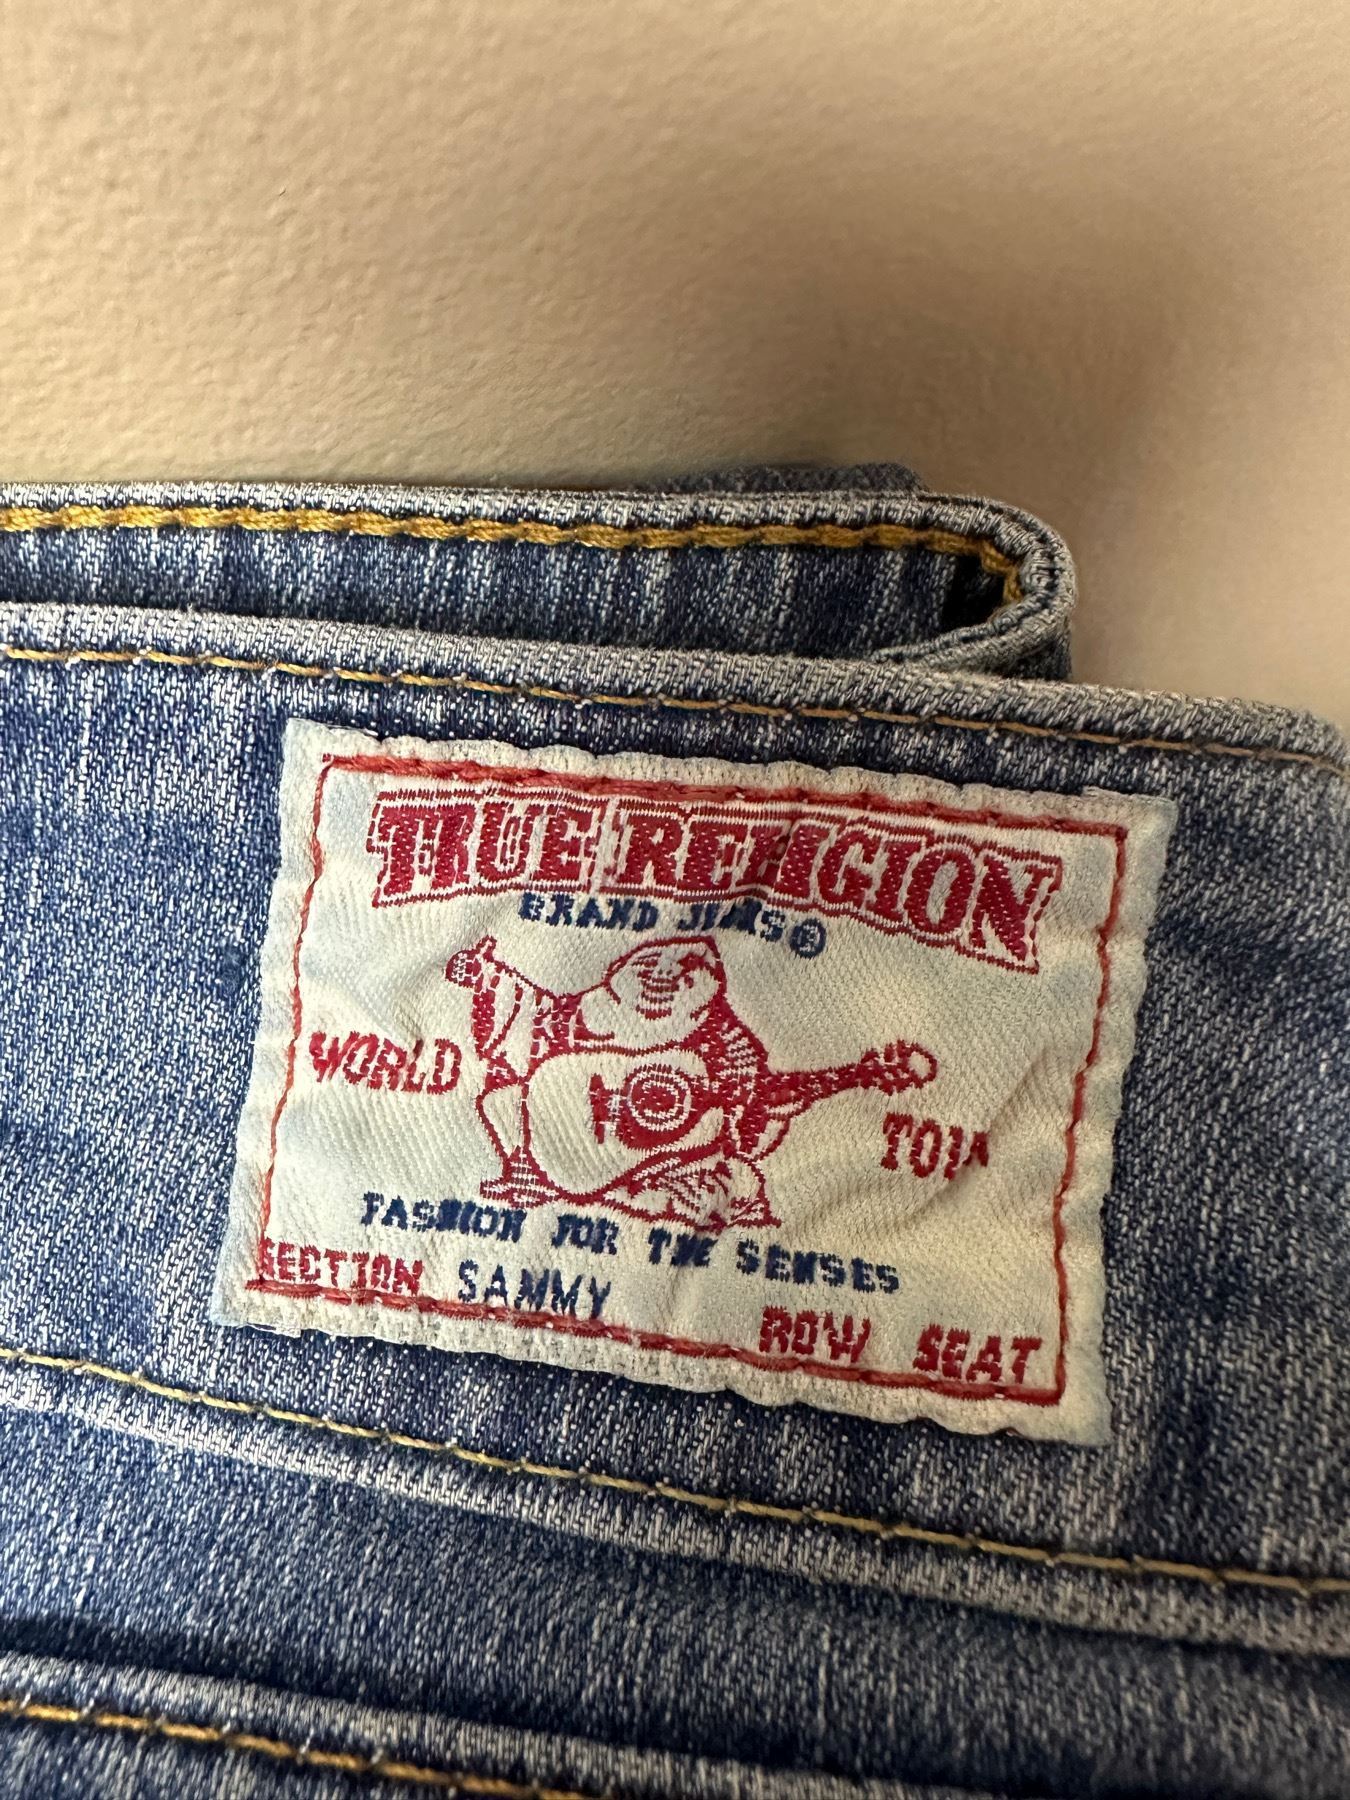 TRUE RELIGION
BRAND JEANS®
WORLD TOUR
FASHION FOR THE SENSES
SECTION SAMMY
ROW SEAT